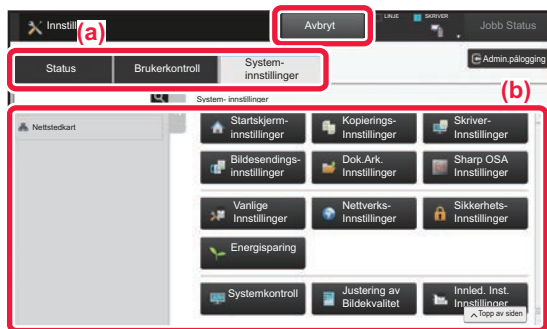 Innstil
Avbryt
LINJE
SKRIVER
Jobb Status
(a)
Status
Brukerkontroll
System-
innstillinger
Admin.pålogging
(b)
System- innstillinger
Nettstedkart
Startskjerm-
innstillinger
Kopierings-
Innstillinger
Skriver-
Innstillinger
Bildesendings-
innstillinger
Dok.Ark.
Innstillinger
Sharp OSA
Innstillinger
Vanlige
Innstillinger
Nettverks-
Innstillinger
Sikkerhets-
Innstillinger
Energisparing
Systemkontroll
Justering av
Bildekvalitet
Innled. Inst.
Innstillinger
Topp av siden